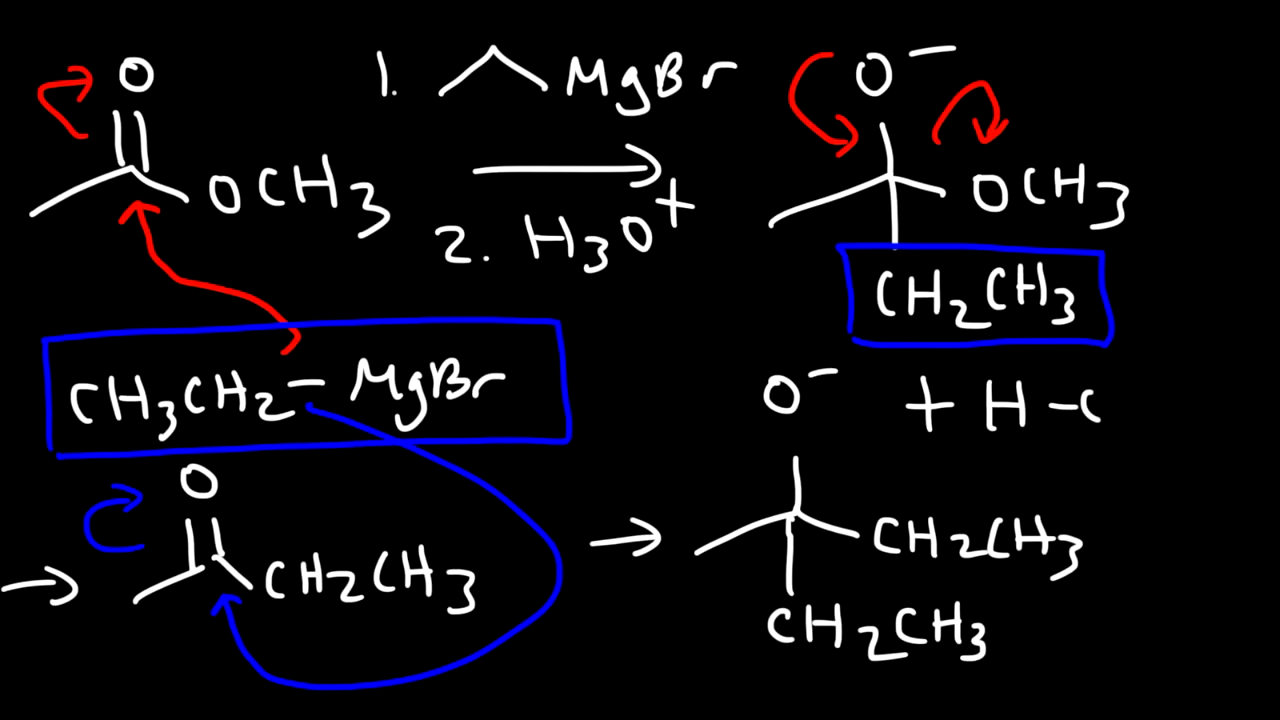 O
OCH3
1. MgBr
2. H3O+
O−
OCH3
CH2CH3
CH3CH2− MgBr
O
CH2CH3
O− + H−C
CH2CH3
CH2CH3